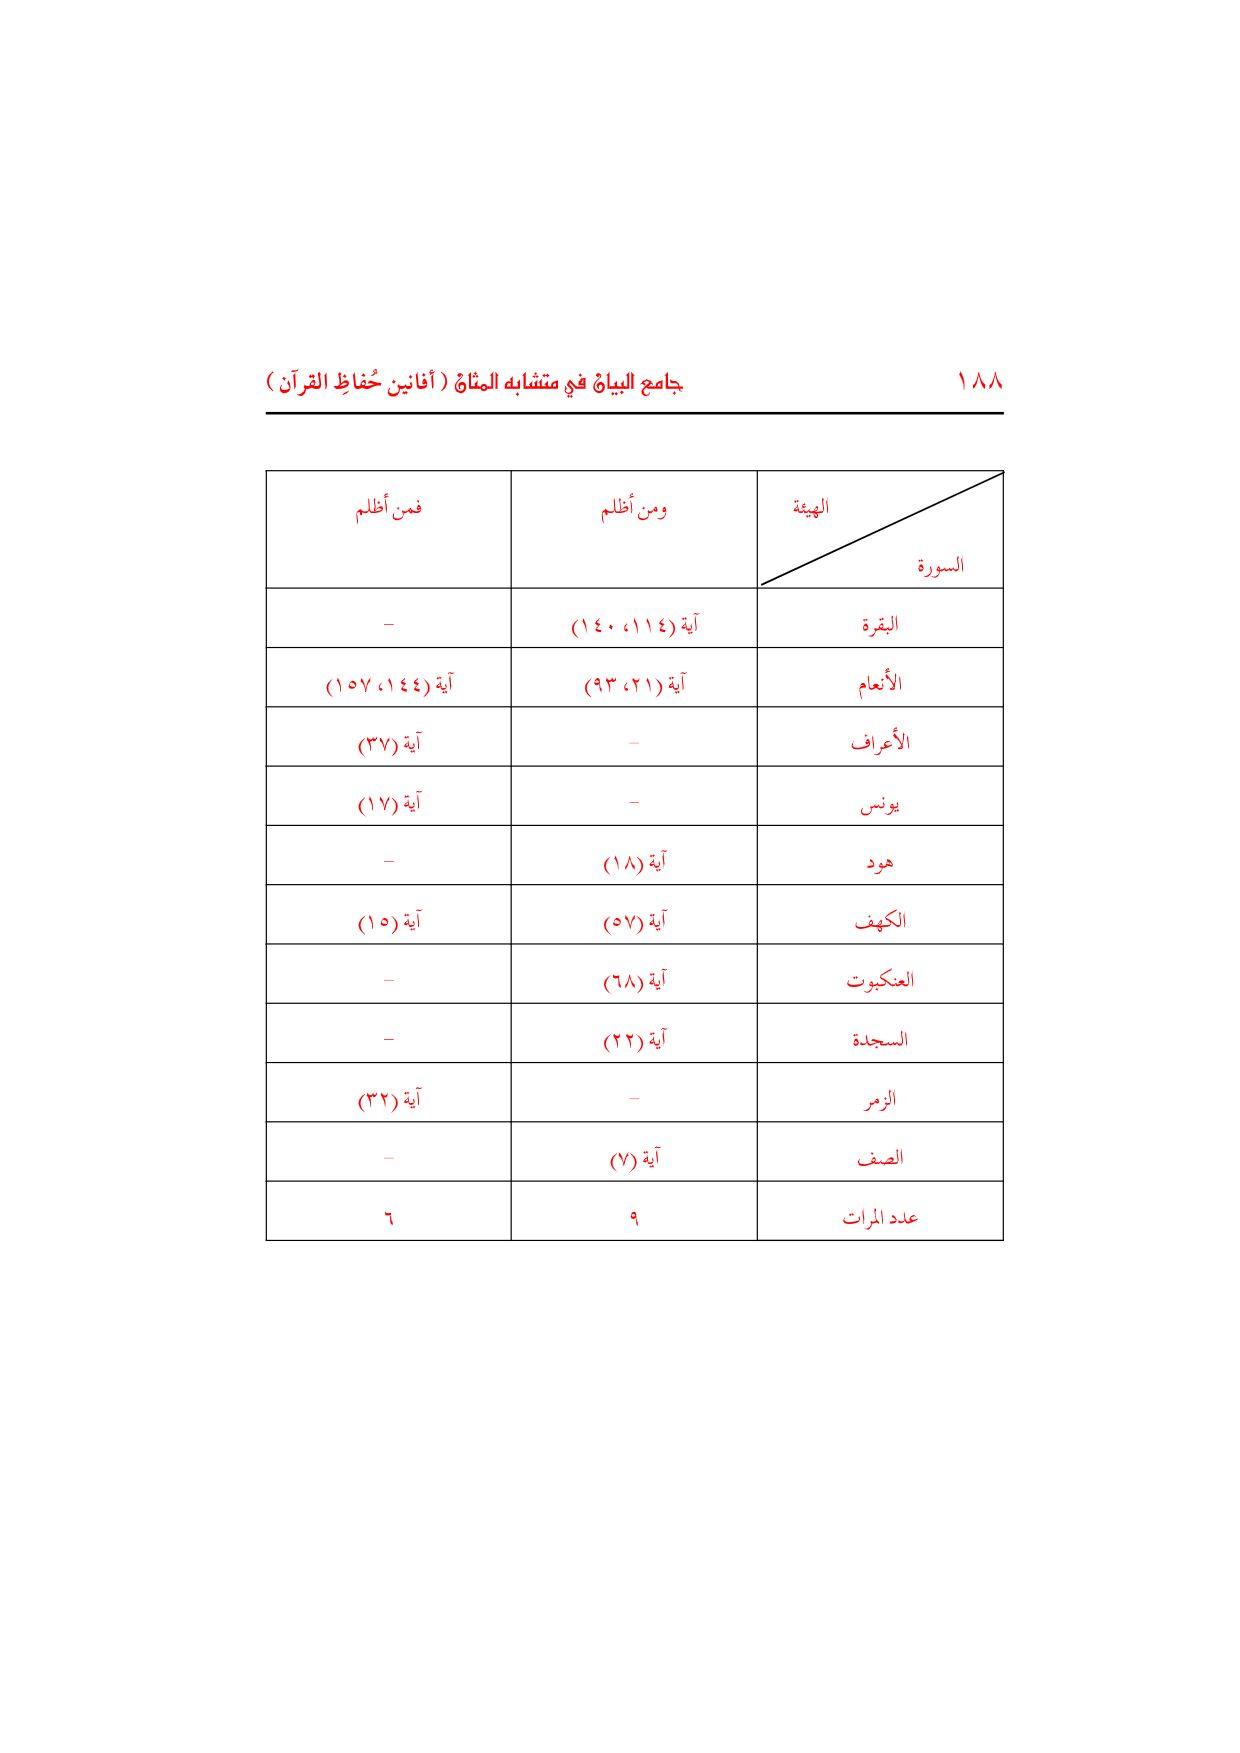 ١٨٨ جامع البيان في متشابه المثان ( أفانين حُفاظِ القرآن )
الهيئة ومن أظلم فمن أظلم
السورة
البقرة آية (١١٤، ١٤٠) –
الأنعام آية (٢١، ٩٣) آية (١٤٤، ١٥٧)
الأعراف – آية (٣٧)
يونس – آية (١٧)
هود آية (١٨) –
الكهف آية (٥٧) آية (١٥)
العنكبوت آية (٦٨) –
السجدة آية (٢٢) –
الزمر – آية (٣٢)
الصف آية (٧) –
عدد المرات ٩ ٦